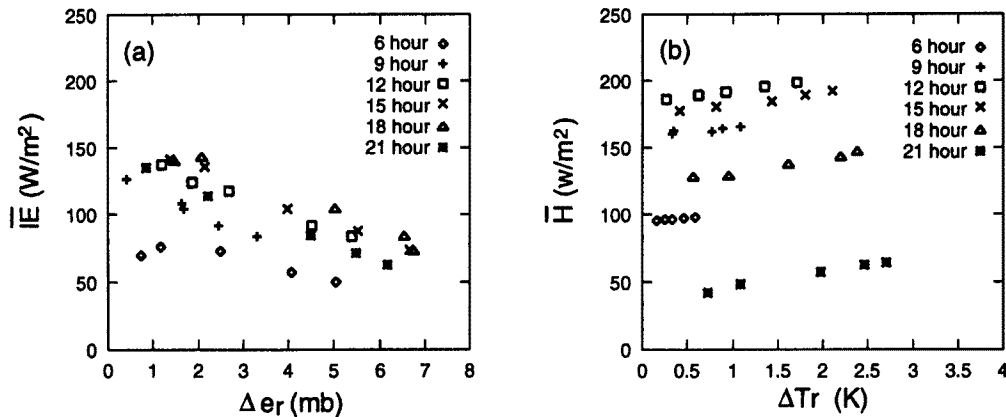 250
200
150
100
50
0
(a)
6 hour
9 hour
12 hour
15 hour
18 hour
21 hour
IE (W/m²)
0 1 2 3 4 5 6 7 8
Δer (mb)
250
200
150
100
50
0
(b)
6 hour
9 hour
12 hour
15 hour
18 hour
21 hour
H (w/m²)
0 0.5 1 1.5 2 2.5 3 3.5 4
ΔTr (K)